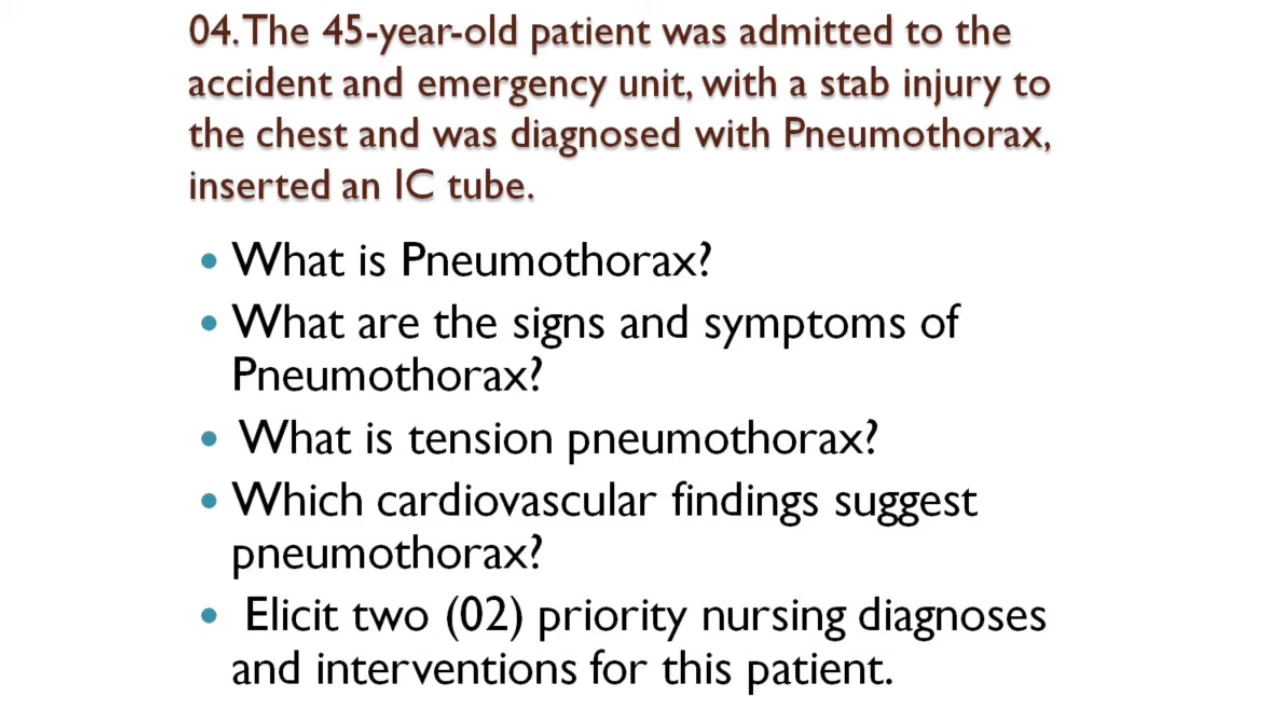 04. The 45-year-old patient was admitted to the
accident and emergency unit, with a stab injury to
the chest and was diagnosed with Pneumothorax,
inserted an IC tube.
• What is Pneumothorax?
• What are the signs and symptoms of
Pneumothorax?
• What is tension pneumothorax?
• Which cardiovascular findings suggest
pneumothorax?
• Elicit two (02) priority nursing diagnoses
and interventions for this patient.